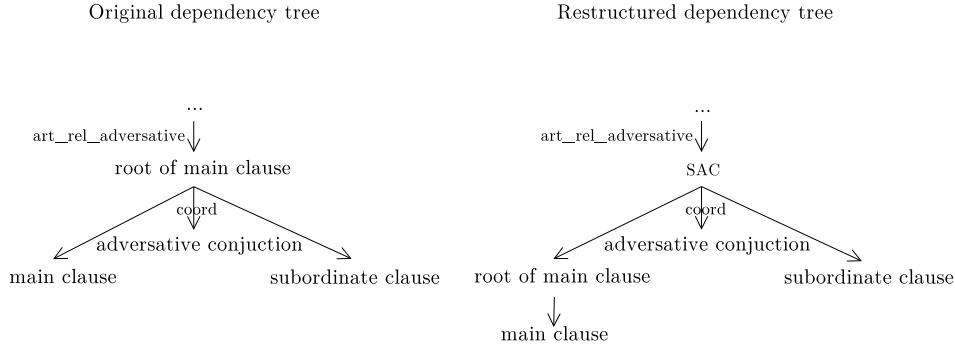 Original dependency tree
Restructured dependency tree
...
...
art_rel_adversative
art_rel_adversative
root of main clause
SAC
coord
coord
adversative conjuction
adversative conjuction
main clause
subordinate clause
root of main clause
subordinate clause
main clause